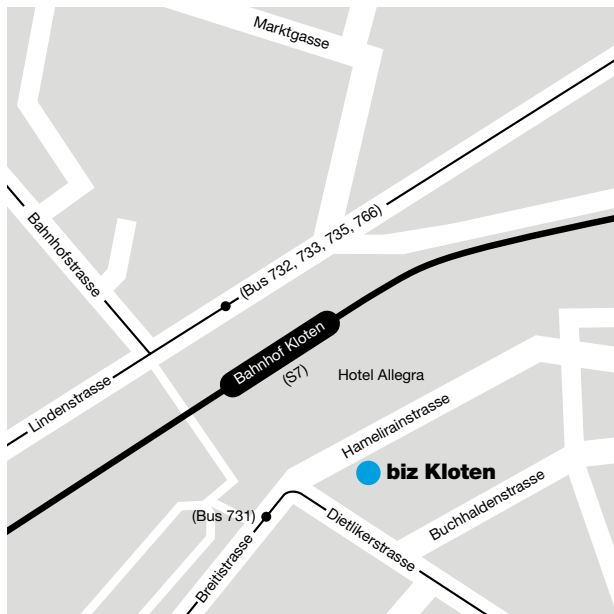 Marktgasse
Bahnhofstrasse
(Bus 732, 733, 735, 766)
Bahnhof Kloten
(S7)
Hotel Allegra
Lindenstrasse
Hamelirainstrasse
biz Kloten
Buchhaldenstrasse
(Bus 731)
Dietlikerstrasse
Breitistrasse